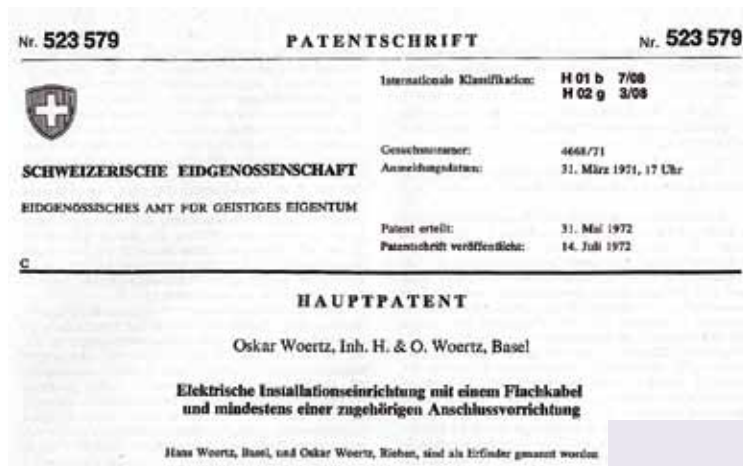 Nr. 523 579 PATENTSCHRIFT Nr. 523 579
Internationale Klassifikation: H 01 b 7/08
H 02 g 3/08
Gesuchsnummer: 4668/71
SCHWEIZERISCHE EIDGENOSSENSCHAFT Anmeldungsdatum: 31. März 1971, 17 Uhr
EIDGENÖSSISCHES AMT FÜR GEISTIGES EIGENTUM
Patent erteilt: 31. Mai 1972
Patentschrift veröffentlicht: 14. Juli 1972
C
HAUPTPATENT
Oskar Woertz, Inh. H. & O. Woertz, Basel
Elektrische Installationseinrichtung mit einem Flachkabel
und mindestens einer zugehörigen Anschlussvorrichtung
Hans Woertz, Basel, und Oskar Woertz, Riehen, sind als Erfinder genannt worden